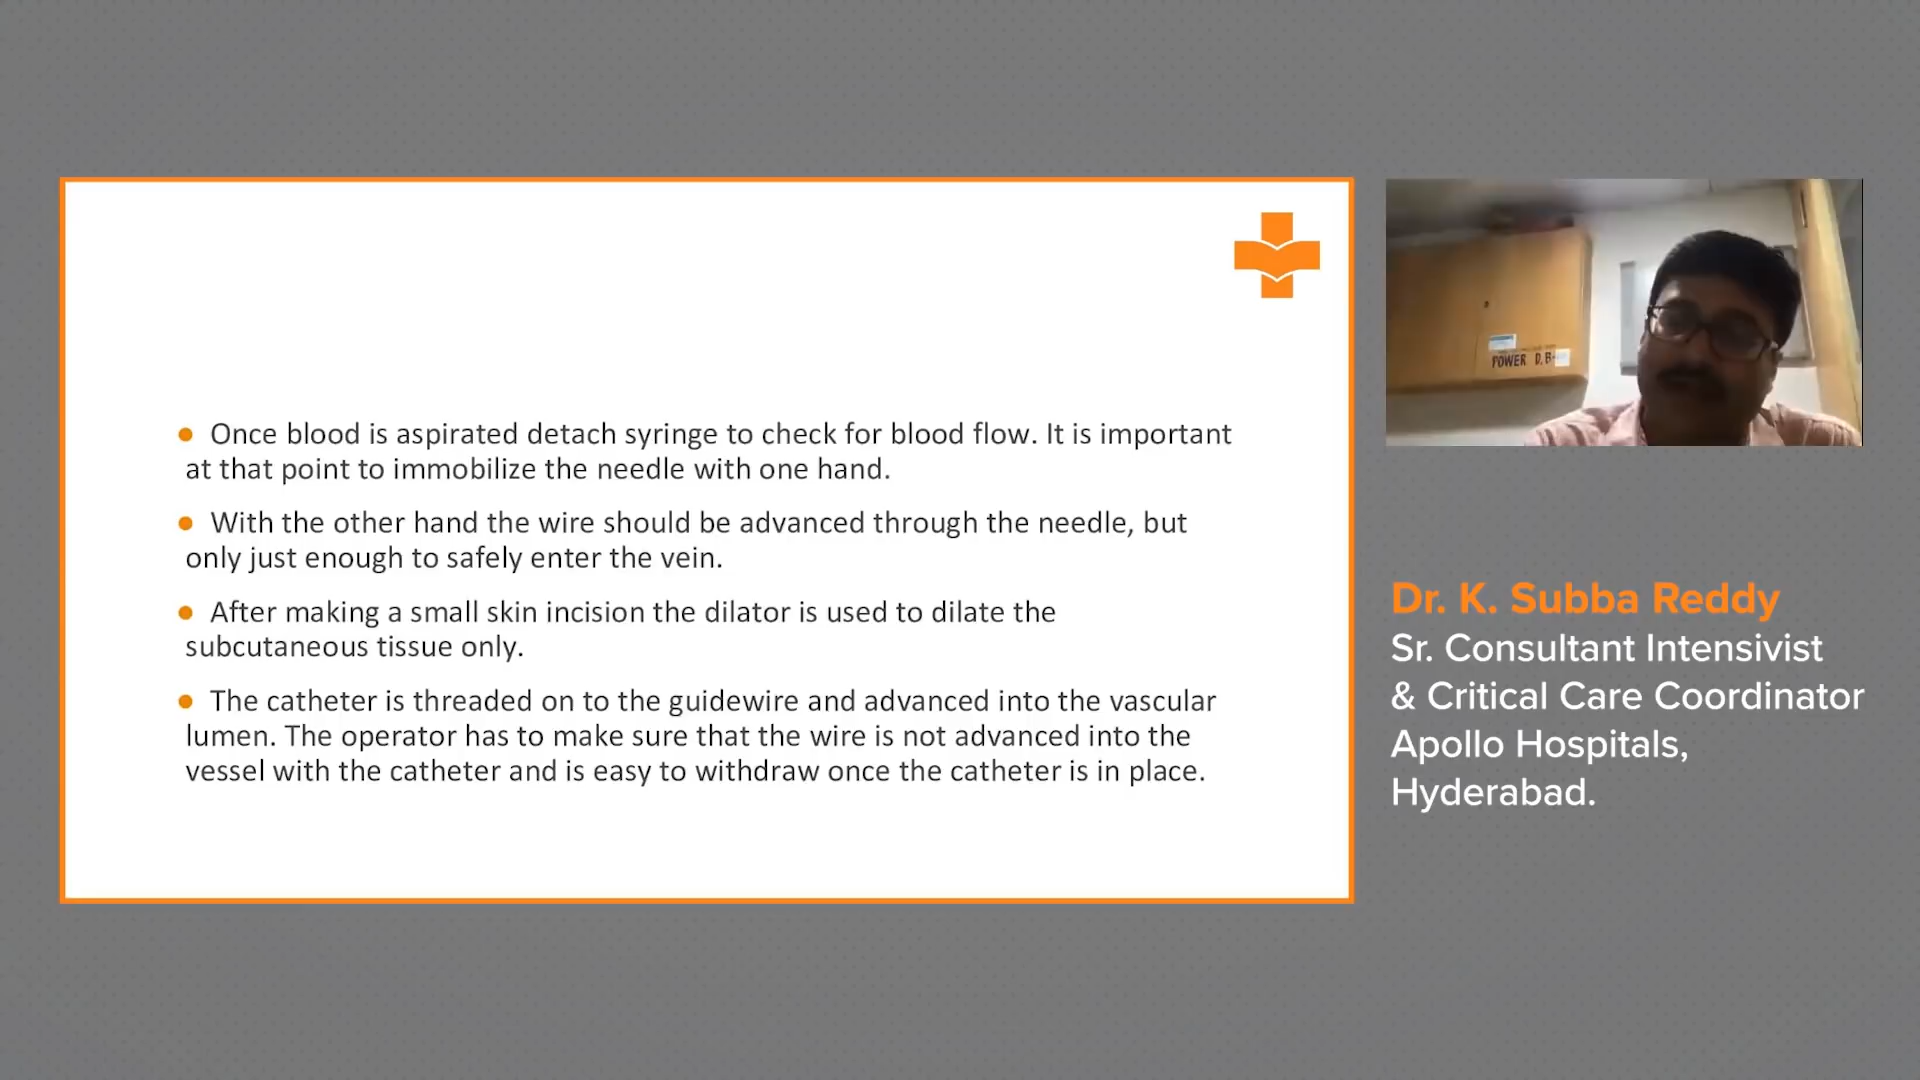 ● Once blood is aspirated detach syringe to check for blood flow. It is important
at that point to immobilize the needle with one hand.
● With the other hand the wire should be advanced through the needle, but
only just enough to safely enter the vein.
● After making a small skin incision the dilator is used to dilate the
subcutaneous tissue only.
● The catheter is threaded on to the guidewire and advanced into the vascular
lumen. The operator has to make sure that the wire is not advanced into the
vessel with the catheter and is easy to withdraw once the catheter is in place.
POWER D.B
Dr. K. Subba Reddy
Sr. Consultant Intensivist
& Critical Care Coordinator
Apollo Hospitals,
Hyderabad.